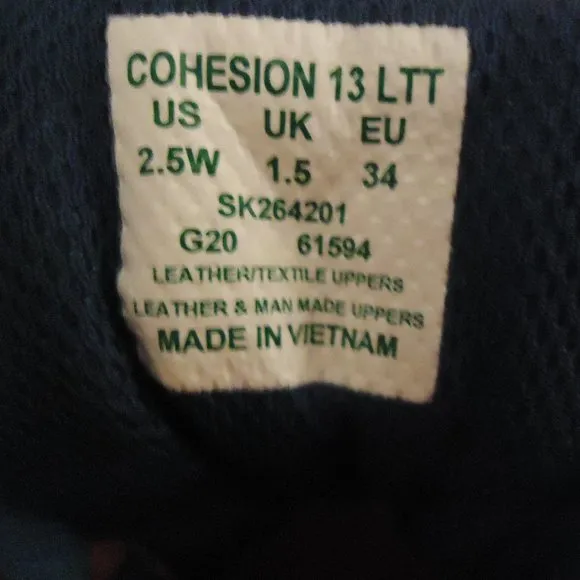 COHESION 13 LTT
US UK EU
2.5W 1.5 34
SK264201
G20 61594
LEATHER/TEXTILE UPPERS
LEATHER & MAN MADE UPPERS
MADE IN VIETNAM